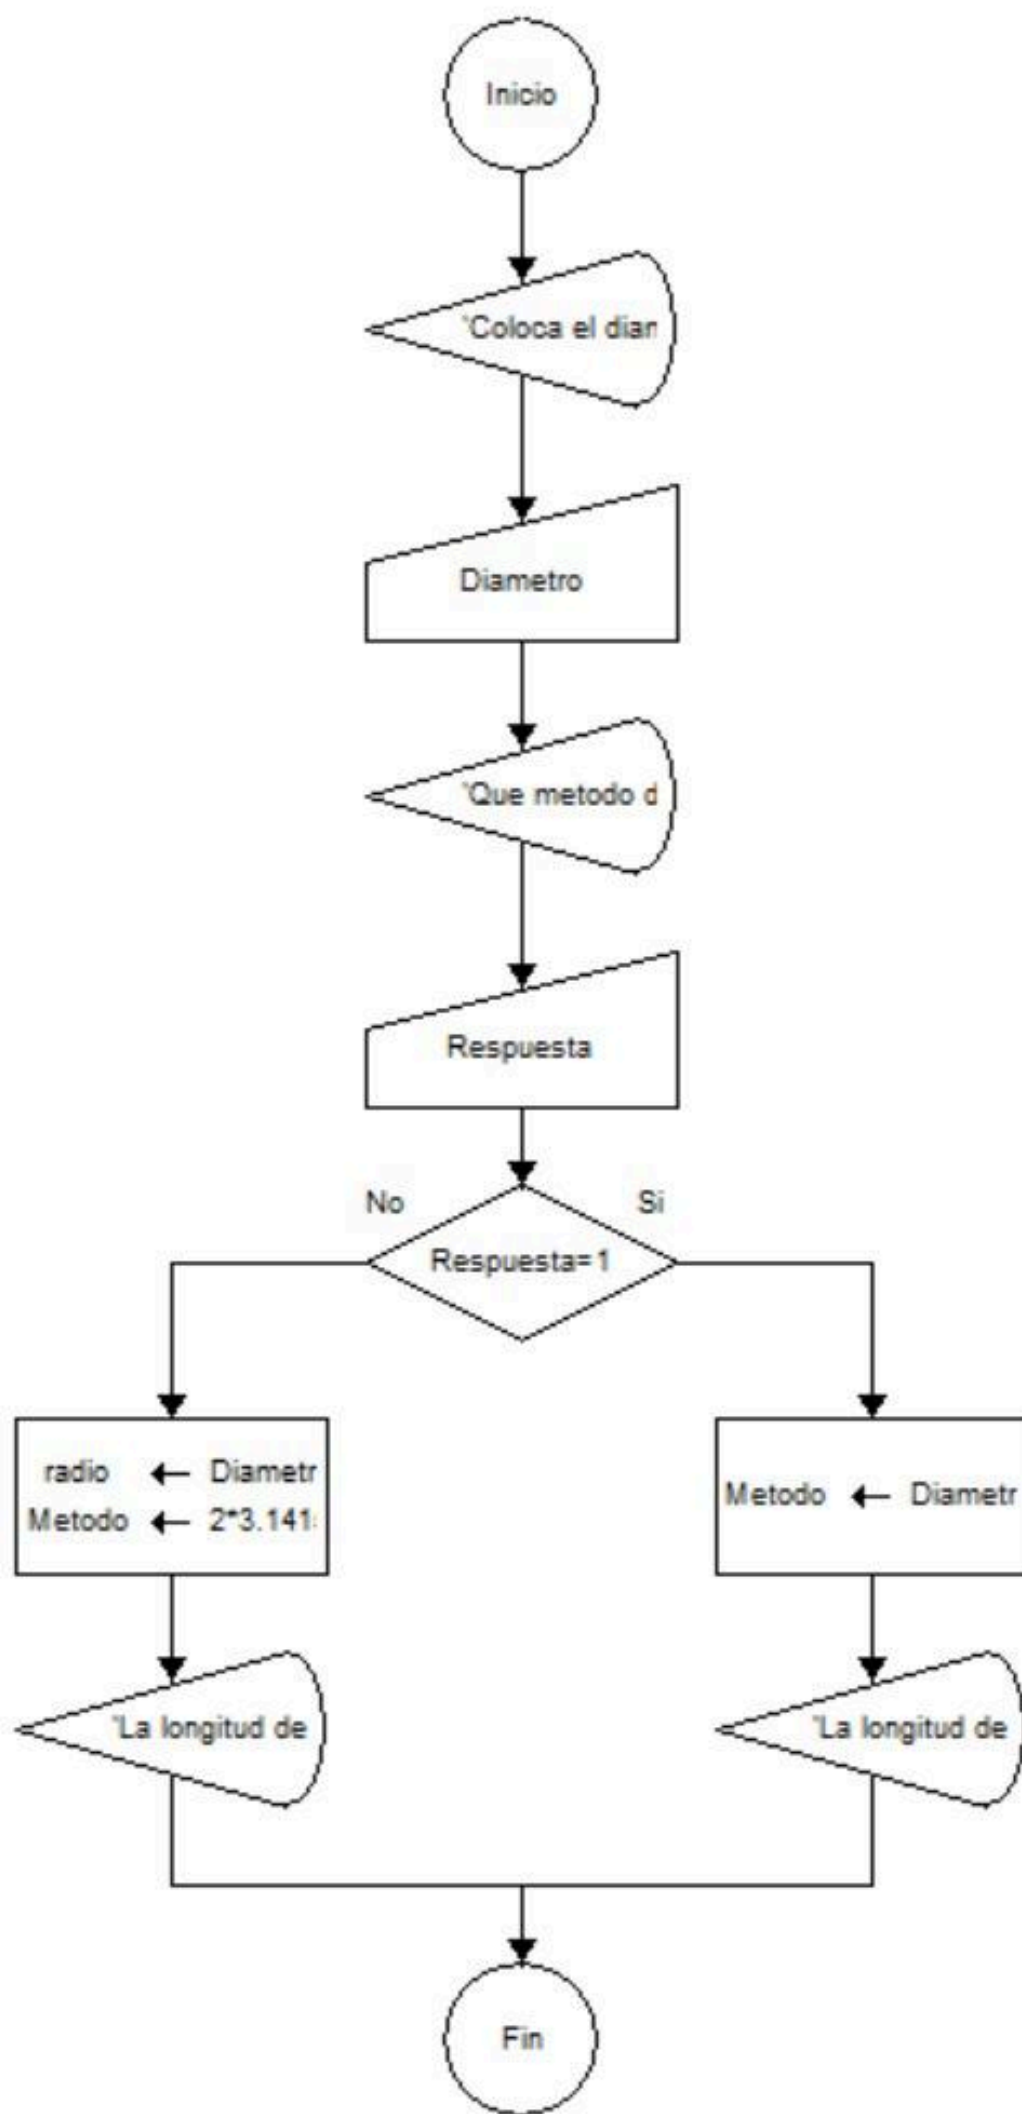 Inicio
"Coloca el dian
Diametro
"Que metodo d
Respuesta
No
Si
Respuesta=1
radio ← Diametr
Metodo ← 2*3.141
Metodo ← Diametr
"La longitud de
"La longitud de
Fin